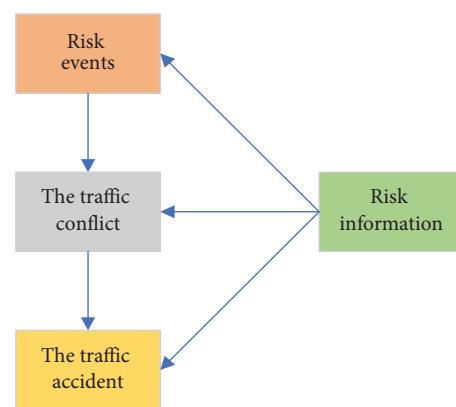 Risk
events
The traffic
conflict
Risk
information
The traffic
accident